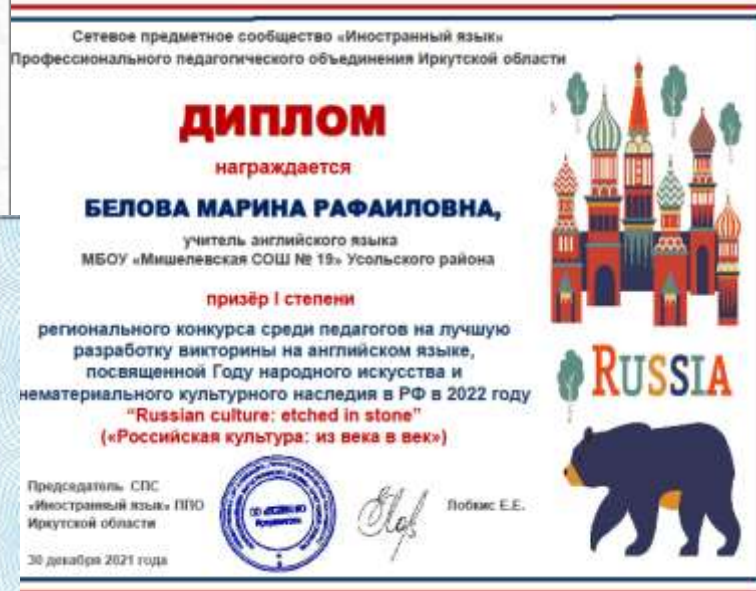 Сетевое предметное сообщество «Иностранный язык»
Профессионального педагогического объединения Иркутской области
ДИПЛОМ
награждается
БЕЛОВА МАРИНА РАФАИЛОВНА,
учитель английского языка
МБОУ «Мишелевская СОШ № 19» Усольского района
призёр I степени
регионального конкурса среди педагогов на лучшую
разработку викторины на английском языке,
посвященной Году народного искусства и
нематериального культурного наследия в РФ в 2022 году
“Russian culture: etched in stone”
(«Российская культура: из века в век»)
RUSSIA
Председатель СПС
«Иностранный язык» ППО
Иркутской области
Лобкис Е.Е.
30 декабря 2021 года